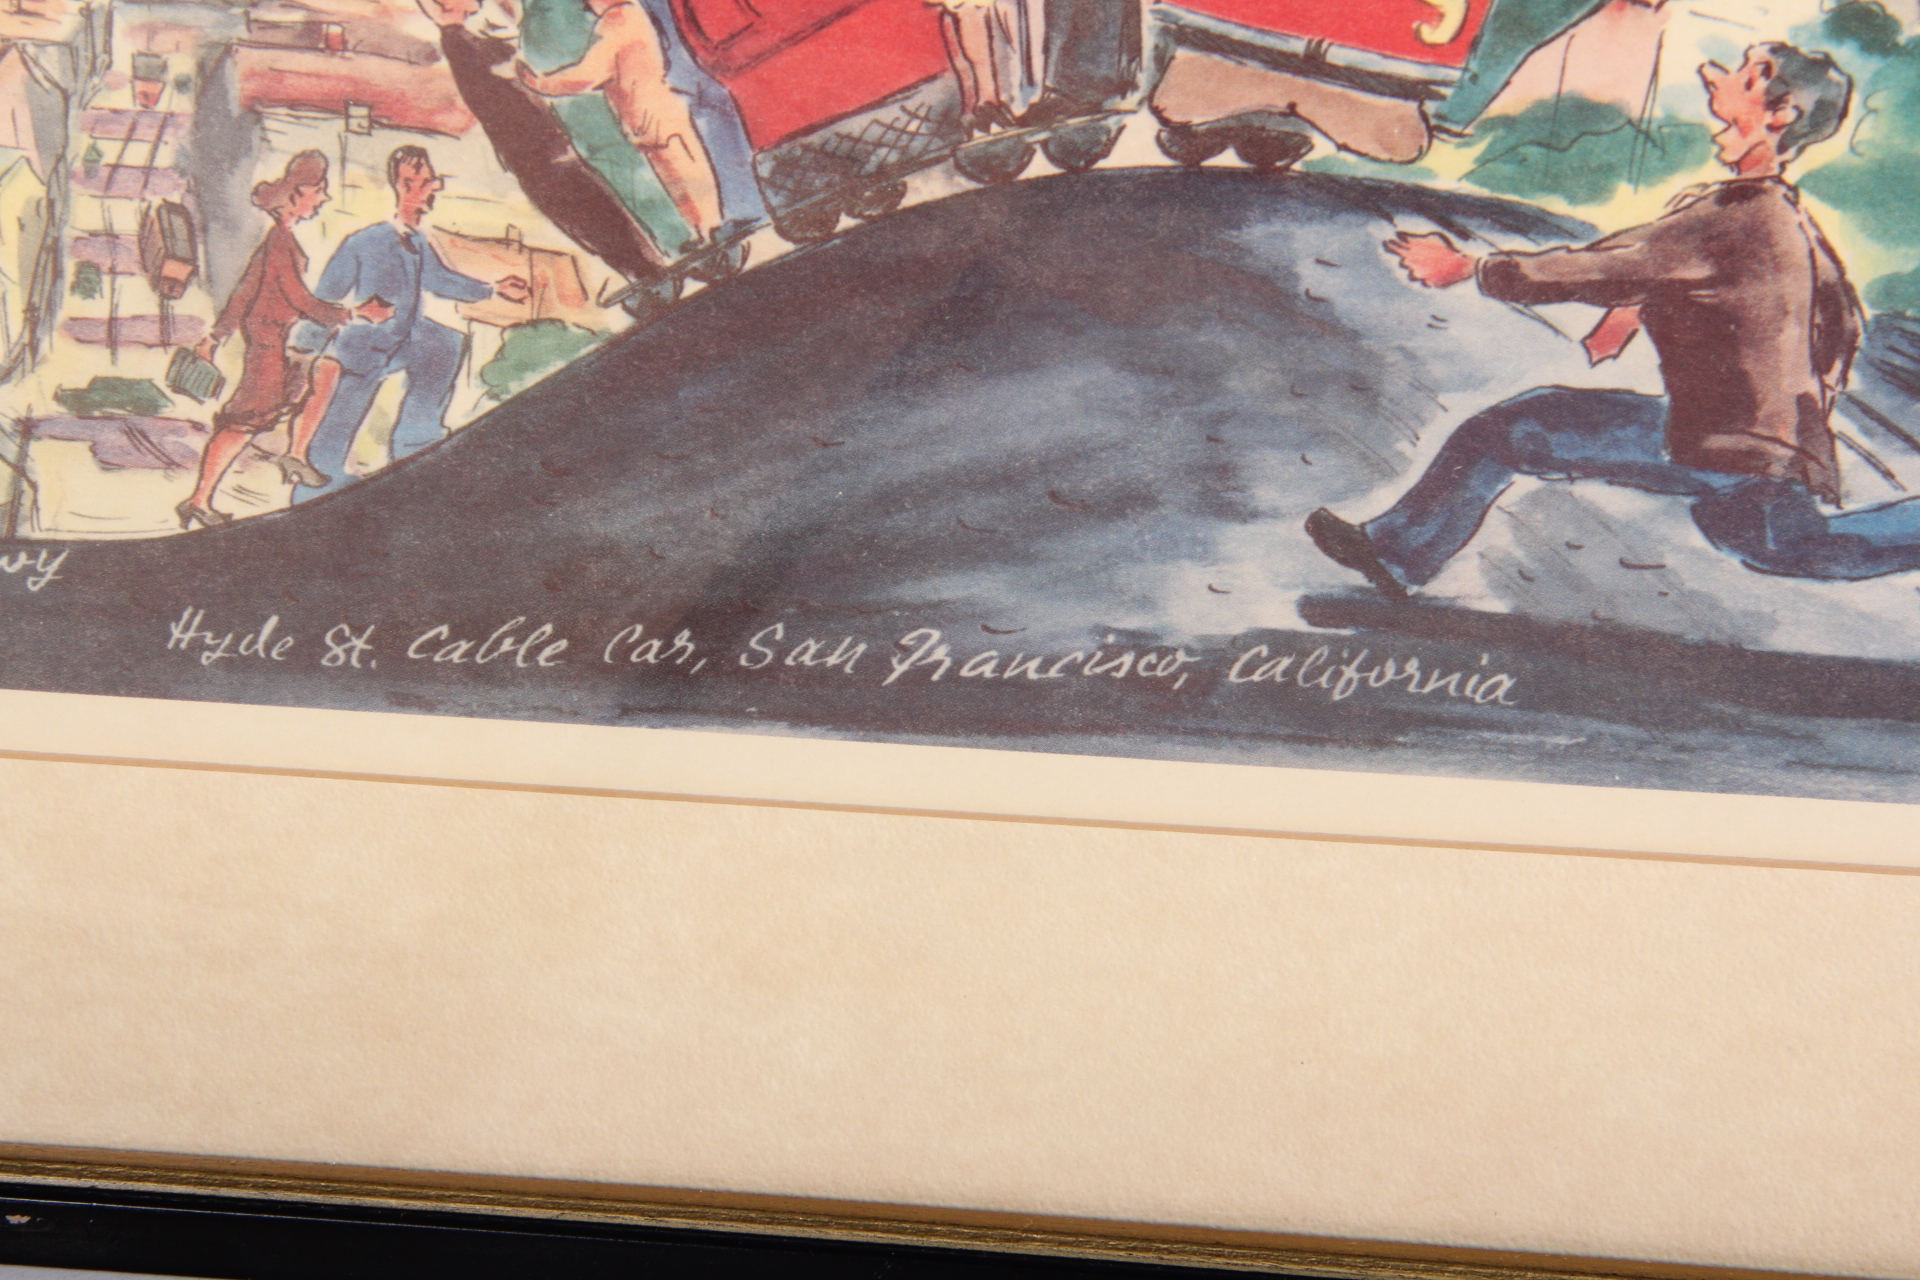 Hyde St. Cable Car, San Francisco, California